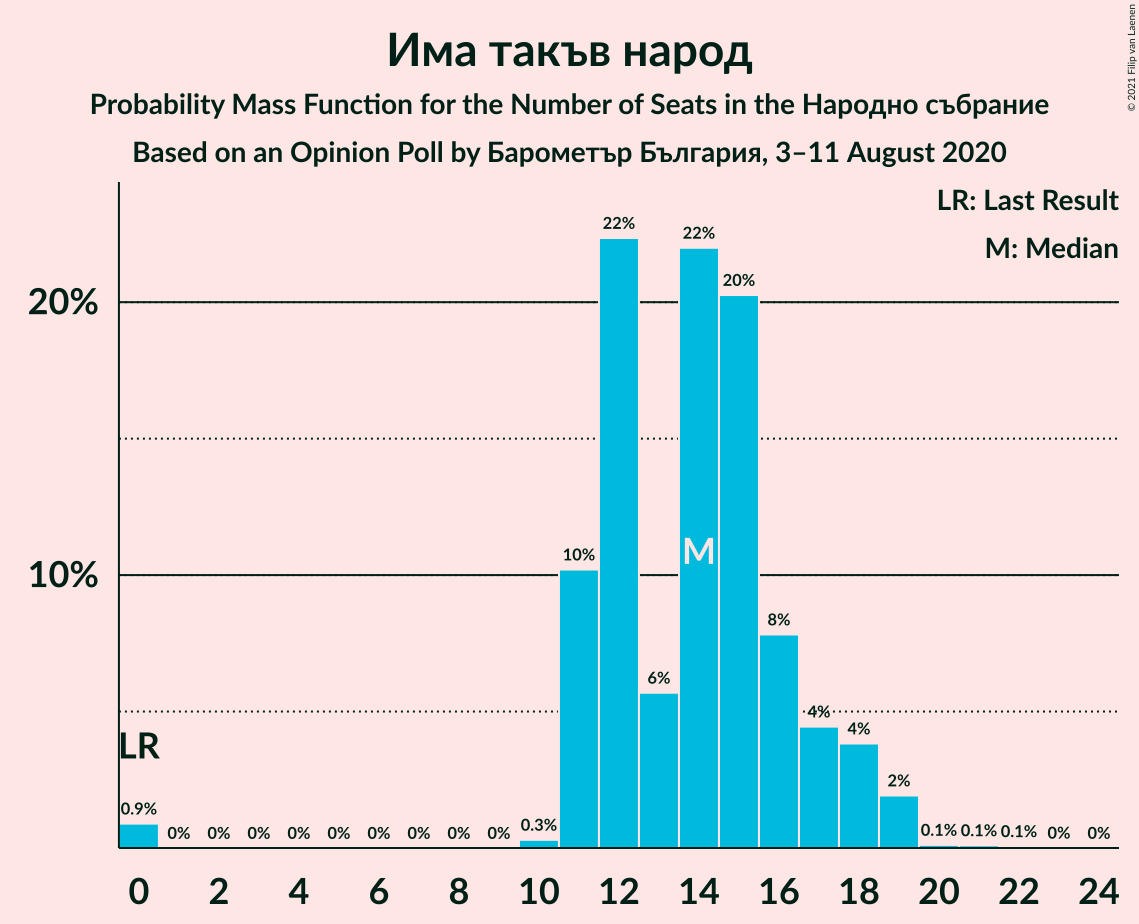 Има такъв народ
Probability Mass Function for the Number of Seats in the Народно събрание
Based on an Opinion Poll by Барометър България, 3–11 August 2020
© 2021 Filip van Laenen
LR: Last Result
M: Median
20%
10%
22%
22%
20%
10%
M
8%
6%
4%
4%
2%
LR
0.9%
0% 0% 0% 0% 0% 0% 0% 0% 0% 0.3%
0.1% 0.1% 0.1% 0% 0%
0 2 4 6 8 10 12 14 16 18 20 22 24